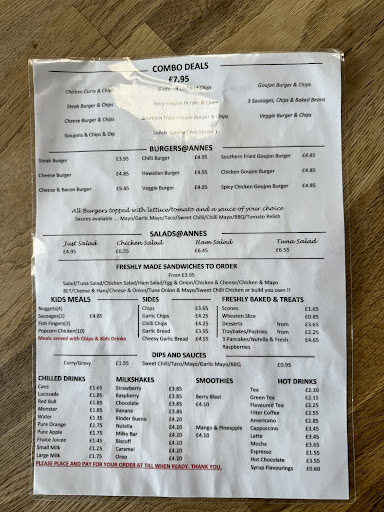 COMBO DEALS
£7.95
Chicken Curry & Chips & Chips Goujon Burger & Chips
Steak Burger & Chips Spicy Goujon Burger & Chips 3 Sausages, Chips & Baked Beans
Cheese Burger & Chips Southern Fried Goujon Burger & Chips Veggie Burger & Chips
Goujons & Chips & Dip
BURGERS@ANNES
Steak Burger £3.95 Chilli Burger £4.95 Southern Fried Goujon Burger £4.85
Cheese Burger £4.85 Hawaiian Burger £4.95 Chicken Goujon Burger £4.85
Cheese & Bacon Burger £5.45 Veggie Burger £4.95 Spicy Chicken Goujon Burger £4.85
All Burgers topped with lettuce/tomato and a sauce of your choice
Sauces available ... Mayo/Garlic Mayo/Taco/Sweet Chilli/Chilli Mayo/BBQ/Tomato Relish
SALADS@ANNES
Just Salad Chicken Salad Ham Salad Tuna Salad
£4.95 £6.55 £6.45 £6.55
FRESHLY MADE SANDWICHES TO ORDER
From £3.95
Salad/Tuna Salad/Chicken Salad/Ham Salad/Egg & Onion/Chicken & Cheese/Chicken & Mayo
BLT/Cheese & Ham/Cheese & Onion/Tuna Onion & Mayo/Sweet Chilli Chicken or build you own !!
KIDS MEALS SIDES FRESHLY BAKED & TREATS
Nuggets(4) Chips £3.65 Scones £1.65
Sausages(2) £4.85 Garlic Chips £4.25 Wheaten Slice £0.85
Fish Fingers(3) Chilli Chips £4.25 Desserts from £3.65
Popcorn Chicken(10) Garlic Bread £3.95 Traybakes/Pastries from £2.25
Meals served with Chips & Kids Drinks Cheesy Garlic Bread £4.55 3 Pancakes/Nutella & Fresh £4.65
Raspberries
DIPS AND SAUCES
Curry/Gravy £1.55 Sweet Chilli/Taco/Mayo/Garlic Mayo/BBQ £0.95
CHILLED DRINKS MILKSHAKES SMOOTHIES HOT DRINKS
Cans £1.65 Strawberry £3.85 Tea £2.10
Lucozade £1.85 Raspberry £3.85 Berry Blast Green Tea £2.15
Red Bull £1.85 Chocolate £3.85 £4.10 Flavoured Tea £2.25
Monster £1.85 Banana £3.85 Filter Coffee £2.55
Water £1.35 Kinder Bueno £4.20 Americano £2.85
Pure Orange £1.75 Nutella £4.20 Mango & Pineapple Cappuccino £3.45
Pure Apple £1.75 Milky Bar £4.20 £4.10 Latte £3.45
Fruice Juicee £1.45 Biscoff £4.20 Mocha £3.65
Small Milk £1.25 Caramel £4.20 Espresso £1.55
Large Milk £1.75 Oreo £4.20 Hot Chocolate £3.55
PLEASE PLACE AND PAY FOR YOUR ORDER AT TILL WHEN READY. THANK YOU. Syrup Flavourings £0.60